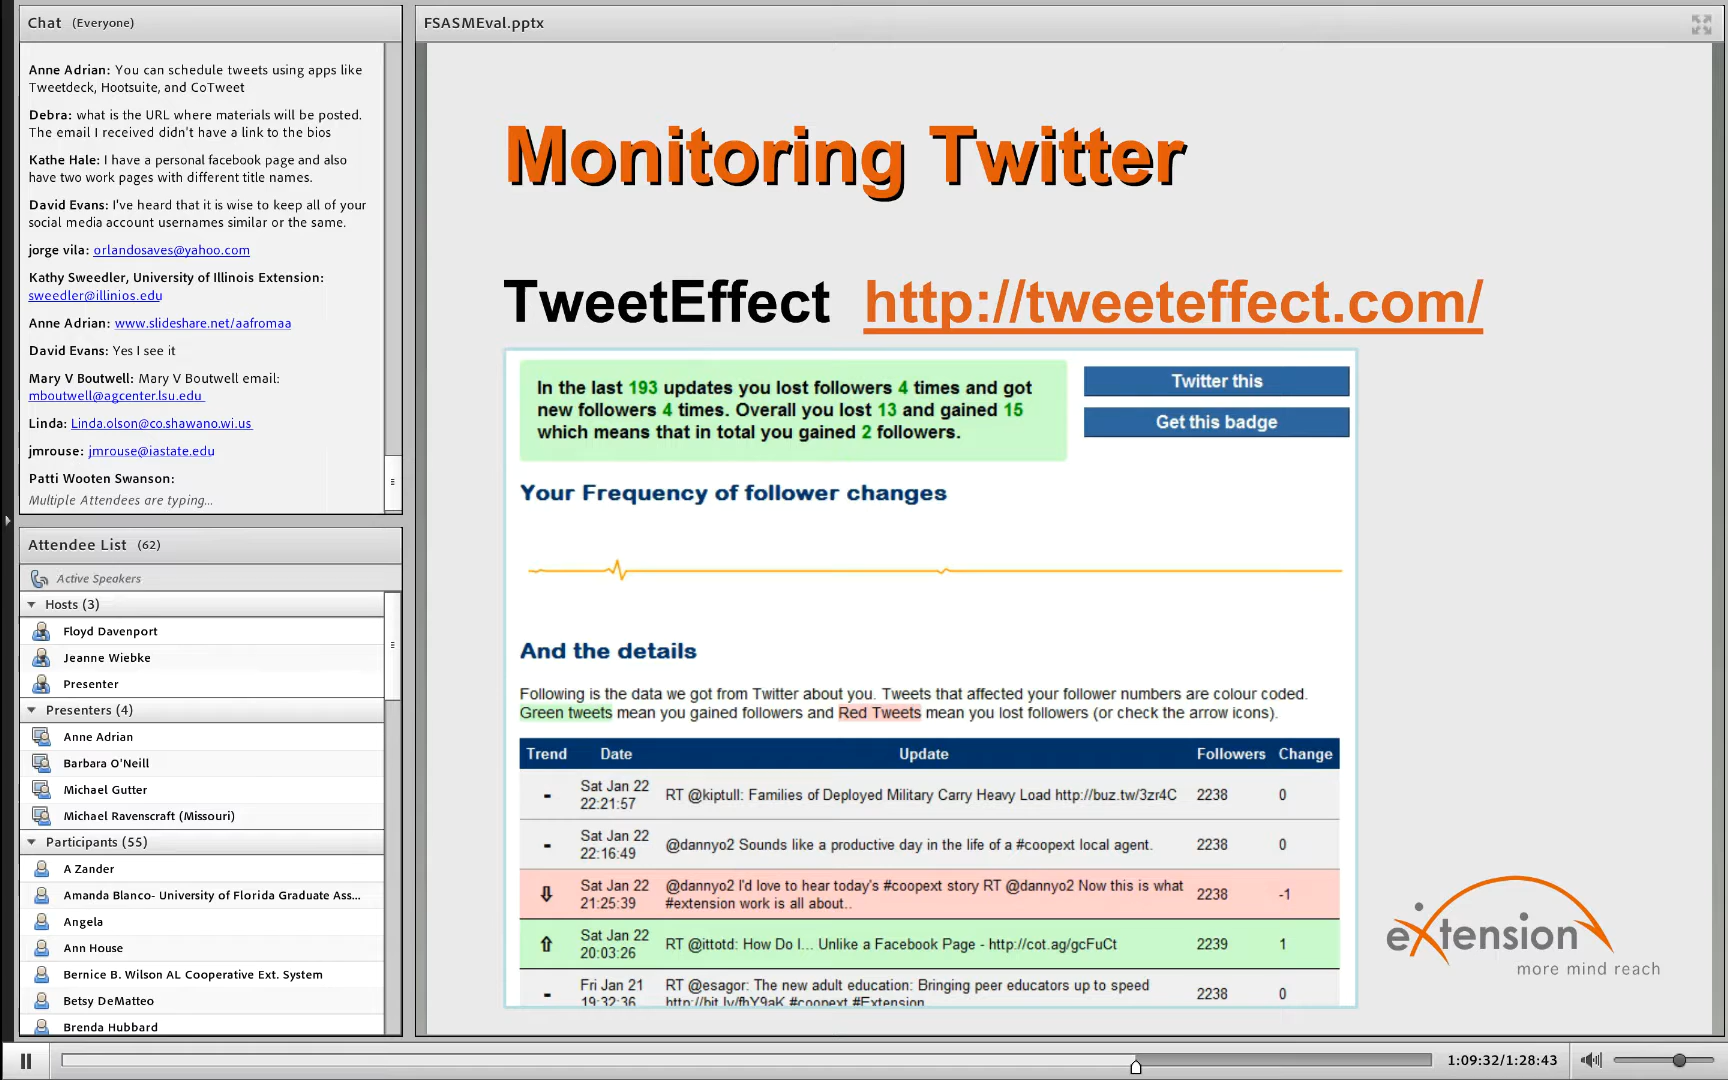 Chat (Everyone)
Anne Adrian: You can schedule tweets using apps like
Tweetdeck, Hootsuite, and CoTweet
Debra: what is the URL where materials will be posted.
The email I received didn't have a link to the bios
Kathe Hale: I have a personal facebook page and also
have two work pages with different title names.
David Evans: I've heard that it is wise to keep all of your
social media account usernames similar or the same.
jorge vila: orlandosaves@yahoo.com
Kathy Sweedler, University of Illinois Extension:
sweedler@illinios.edu
Anne Adrian: www.slideshare.net/aafromaa
David Evans: Yes I see it
Mary V Boutwell: Mary V Boutwell email:
mboutwell@agcenter.lsu.edu
Linda: Linda.olson@co.shawano.wi.us
jmrouse: jmrouse@iastate.edu
Patti Wooten Swanson:
Multiple Attendees are typing...
Attendee List (62)
Active Speakers
Hosts (3)
Floyd Davenport
Jeanne Wiebke
Presenter
Presenters (4)
Anne Adrian
Barbara O'Neill
Michael Gutter
Michael Ravenscraft (Missouri)
Participants (55)
A Zander
Amanda Blanco- University of Florida Graduate Ass...
Angela
Ann House
Bernice B. Wilson AL Cooperative Ext. System
Betsy DeMatteo
Brenda Hubbard
FSASMEval.pptx
Monitoring Twitter
TweetEffect http://tweeteffect.com/
In the last 193 updates you lost followers 4 times and got
new followers 4 times. Overall you lost 13 and gained 15
which means that in total you gained 2 followers.
Twitter this
Get this badge
Your Frequency of follower changes
And the details
Following is the data we got from Twitter about you. Tweets that affected your follower numbers are colour coded.
Green tweets mean you gained followers and Red Tweets mean you lost followers (or check the arrow icons).
Trend Date Update Followers Change
- Sat Jan 22 22:21:57 RT @kiptull: Families of Deployed Military Carry Heavy Load http://buz.tw/3zr4C 2238 0
- Sat Jan 22 22:16:49 @dannyo2 Sounds like a productive day in the life of a #coopext local agent. 2238 0
Sat Jan 22 21:25:39 @dannyo2 I'd love to hear today's #coopext story RT @dannyo2 Now this is what
#extension work is all about.. 2238 -1
Sat Jan 22 20:03:26 RT @ittotd: How Do I... Unlike a Facebook Page - http://cot.ag/gcFuCt 2239 1
- Fri Jan 21 19:32:36 RT @esagor: The new adult education: Bringing peer educators up to speed
http://bit.ly/fhY9aK #coopext #Extension 2238 0
eXtension
more mind reach
1:09:32/1:28:43